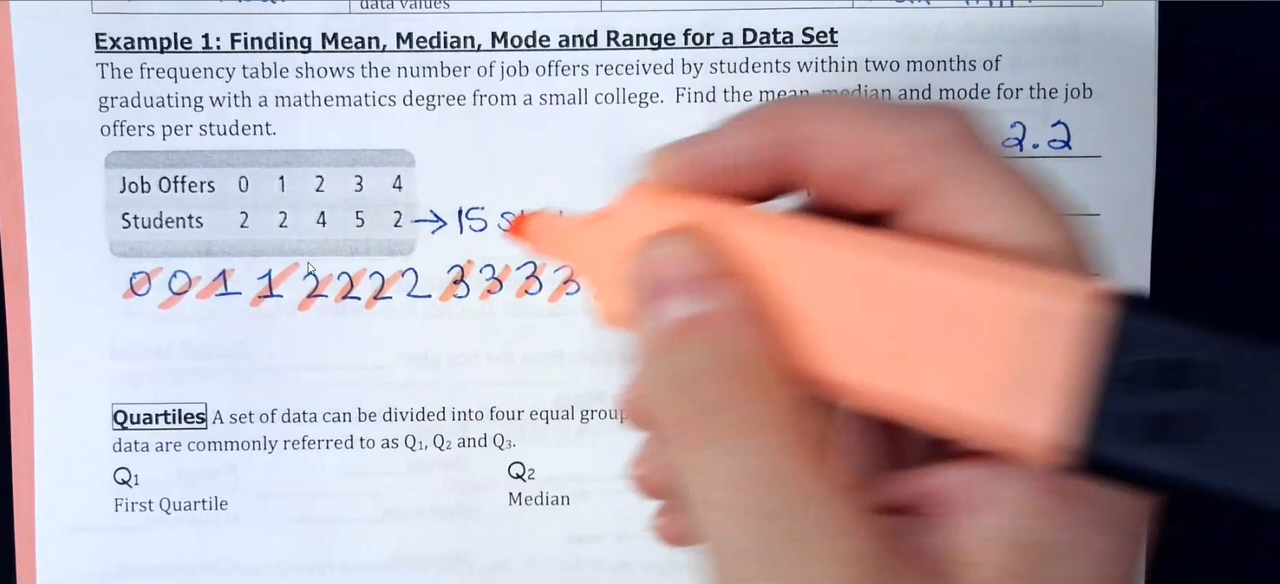 data values
Example 1: Finding Mean, Median, Mode and Range for a Data Set
The frequency table shows the number of job offers received by students within two months of
graduating with a mathematics degree from a small college. Find the mean, median and mode for the job
offers per student.
2.2
Job Offers 0 1 2 3 4
Students 2 2 4 5 2 → 15
0 0 1 1 2 2 2 2 3 3 3 3
Quartiles A set of data can be divided into four equal
data are commonly referred to as Q₁, Q₂ and Q₃.
Q1
Q2
First Quartile
Median